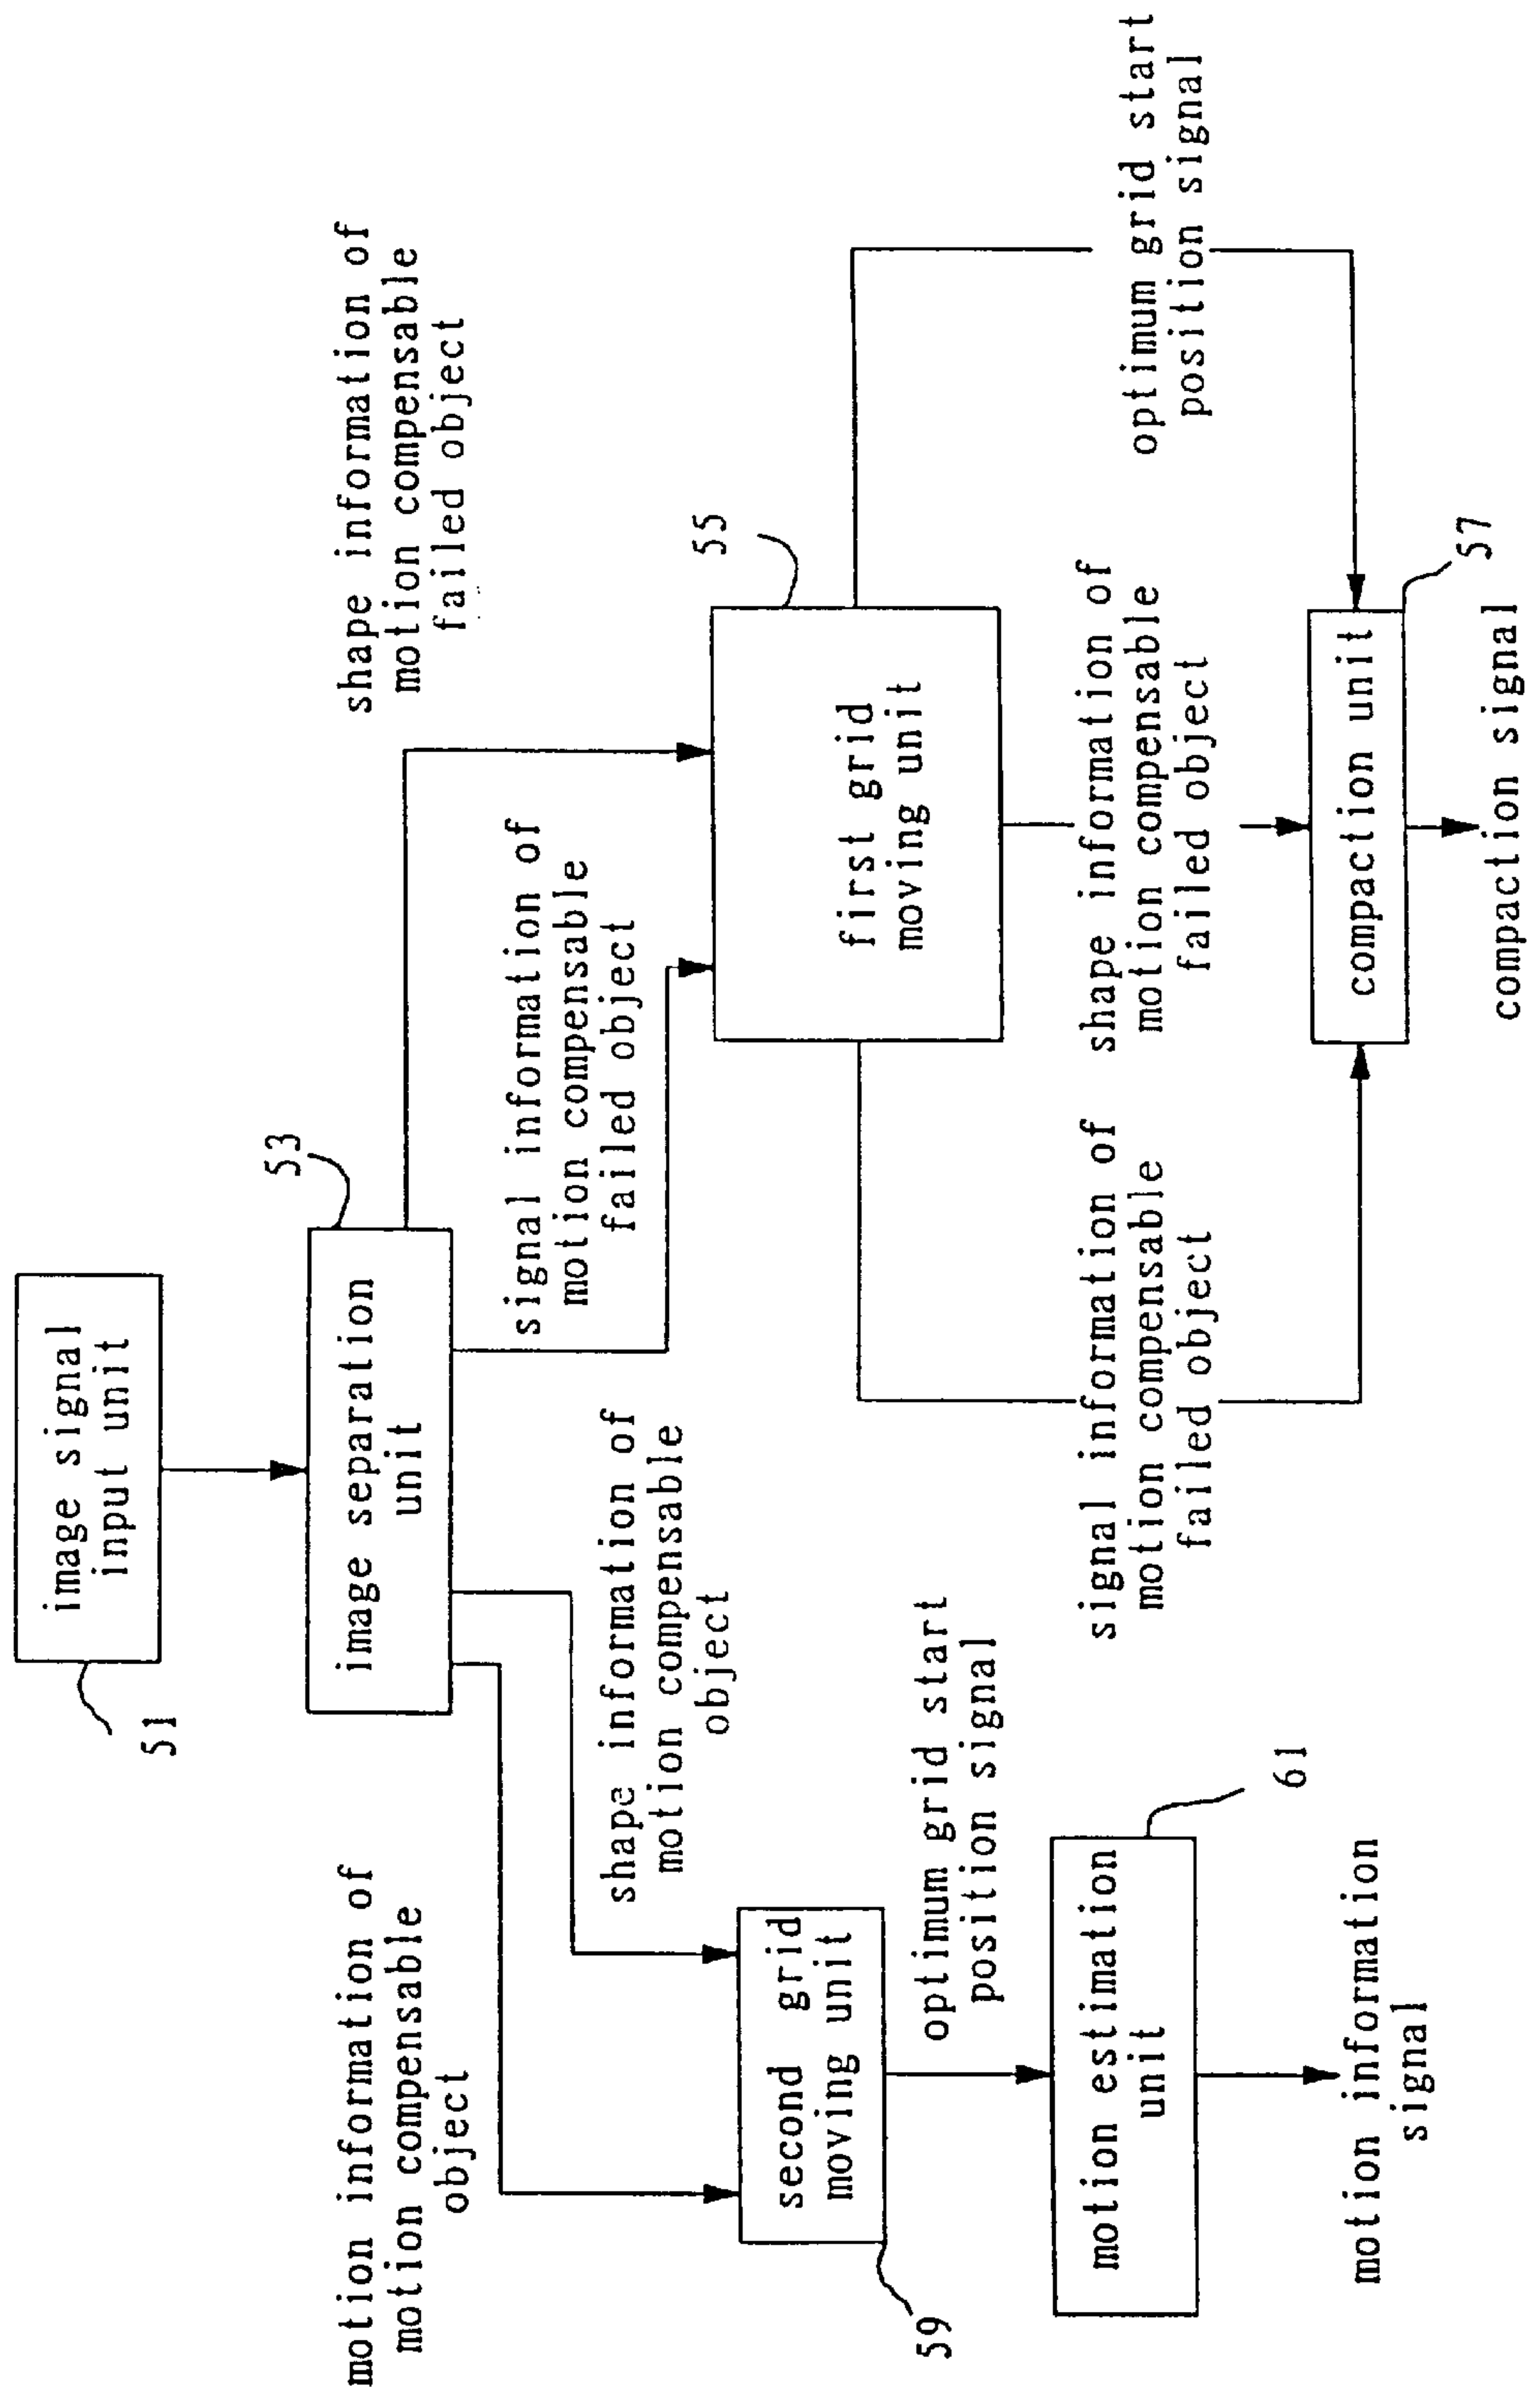 image signal
input unit
51
53
image separation
unit
motion information of
motion compensable
object
shape information of
motion compensable
object
signal information of
motion compensable
failed object
shape information of
motion compensable
failed object
59
second grid
moving unit
55
first grid
moving unit
optimum grid start
position signal
61
motion estimation
unit
motion information
signal
signal information of
motion compensable
failed object
shape information of
motion compensable
failed object
optimum grid start
position signal
57
compaction unit
compaction signal